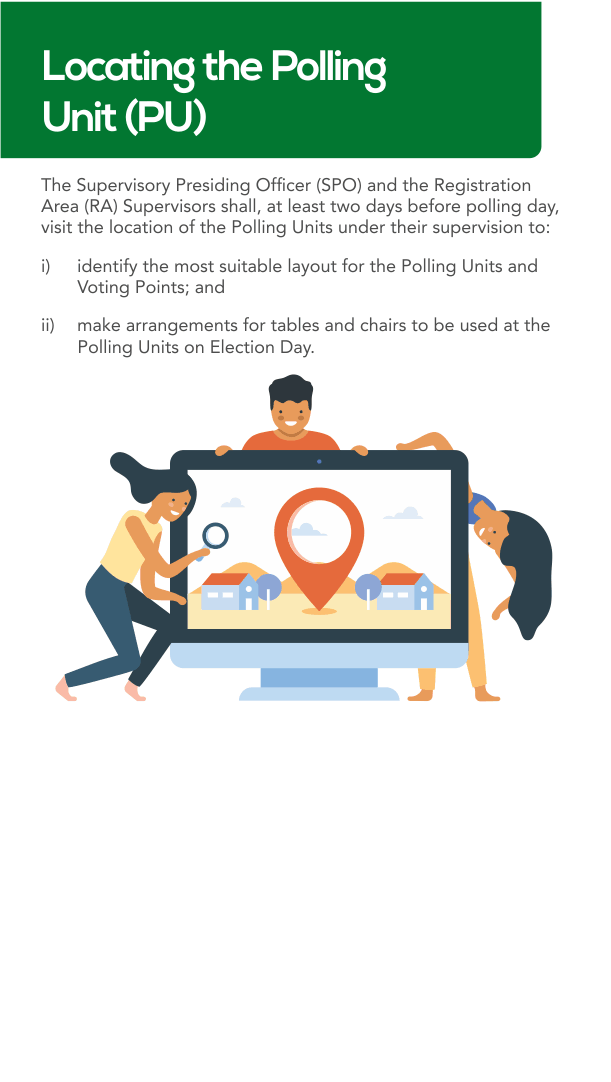 Locating the Polling
Unit (PU)
The Supervisory Presiding Officer (SPO) and the Registration
Area (RA) Supervisors shall, at least two days before polling day,
visit the location of the Polling Units under their supervision to:
i) identify the most suitable layout for the Polling Units and
Voting Points; and
ii) make arrangements for tables and chairs to be used at the
Polling Units on Election Day.